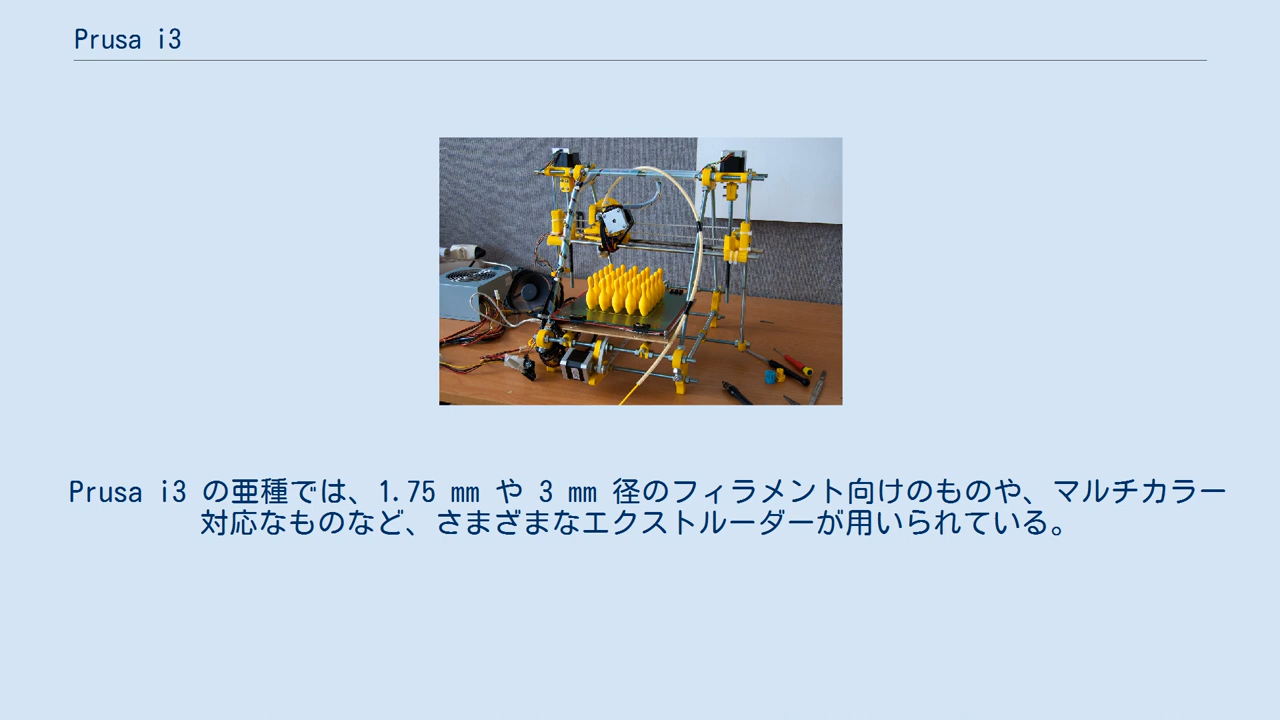 Prusa i3
Prusa i3 の亜種では、1.75 mm や 3 mm 径のフィラメント向けのものや、マルチカラー
対応なものなど、さまざまなエクストルーダーが用いられている。